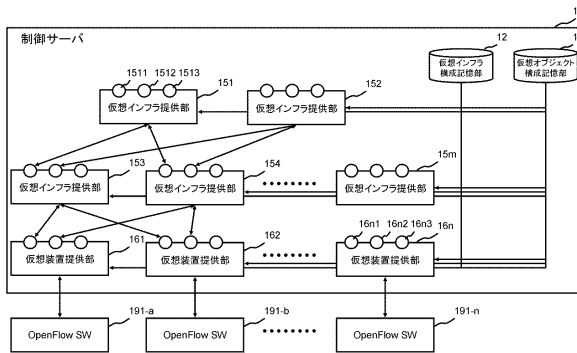 1
制御サーバ
12
1
仮想インフラ
構成記憶部
仮想オブジェクト
構成記憶部
1511
1512
1513
151
152
仮想インフラ提供部
仮想インフラ提供部
153
154
15m
仮想インフラ提供部
仮想インフラ提供部
仮想インフラ提供部
161
162
16n1
16n2
16n3
16n
仮想装置提供部
仮想装置提供部
仮想装置提供部
191-a
191-b
191-n
OpenFlow SW
OpenFlow SW
OpenFlow SW